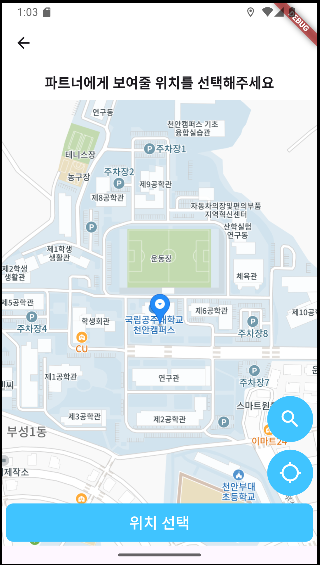 1:03
DEBUG
파트너에게 보여줄 위치를 선택해주세요
연구동
천안캠퍼스 기초
융합실습관
테니스장
주차장1
농구장
주차장2
제9공학관
제8공학관
자동차의장및편의부품
지역혁신센터
산학실험
연구동
제1학생
생활관
운동장
제2학생
생활관
체육관
제5공학관
제6공학관
제10공
국립공주대학교
천안캠퍼스
학생회관
주차장4
주차장8
CU
제1공학관
연구관
주차장7
제3공학관
제2공학관
스마트원
이마트24
부성1동
제작소
천안부대
초등학교
위치 선택